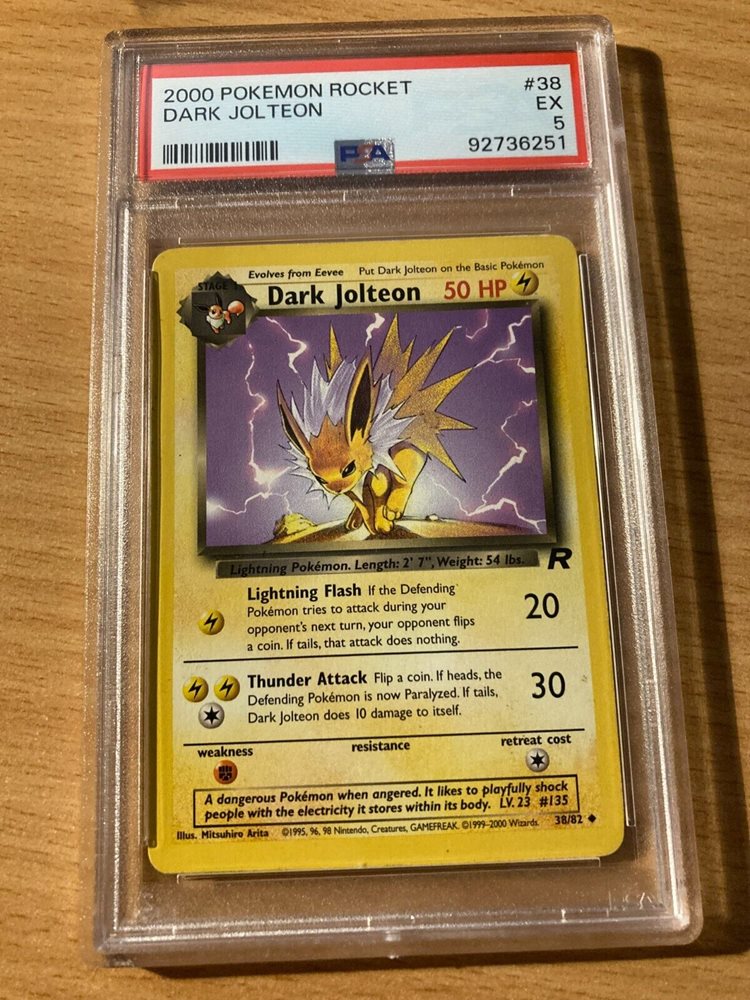 2000 POKEMON ROCKET #38
DARK JOLTEON EX
5
PSA 92736251
Evolves from Eevee Put Dark Jolteon on the Basic Pokémon
STAGE 1
Dark Jolteon 50 HP
Lightning Pokémon. Length: 2' 7", Weight: 54 lbs.
R
Lightning Flash If the Defending
Pokémon tries to attack during your
opponent's next turn, your opponent flips
a coin. If tails, that attack does nothing.
20
Thunder Attack Flip a coin. If heads, the
Defending Pokémon is now Paralyzed. If tails,
Dark Jolteon does 10 damage to itself.
30
weakness resistance retreat cost
A dangerous Pokémon when angered. It likes to playfully shock
people with the electricity it stores within its body. LV. 23 #135
Illus. Mitsuhiro Arita ©1995, 96, 98 Nintendo, Creatures, GAMEFREAK. ©1999-2000 Wizards. 38/82